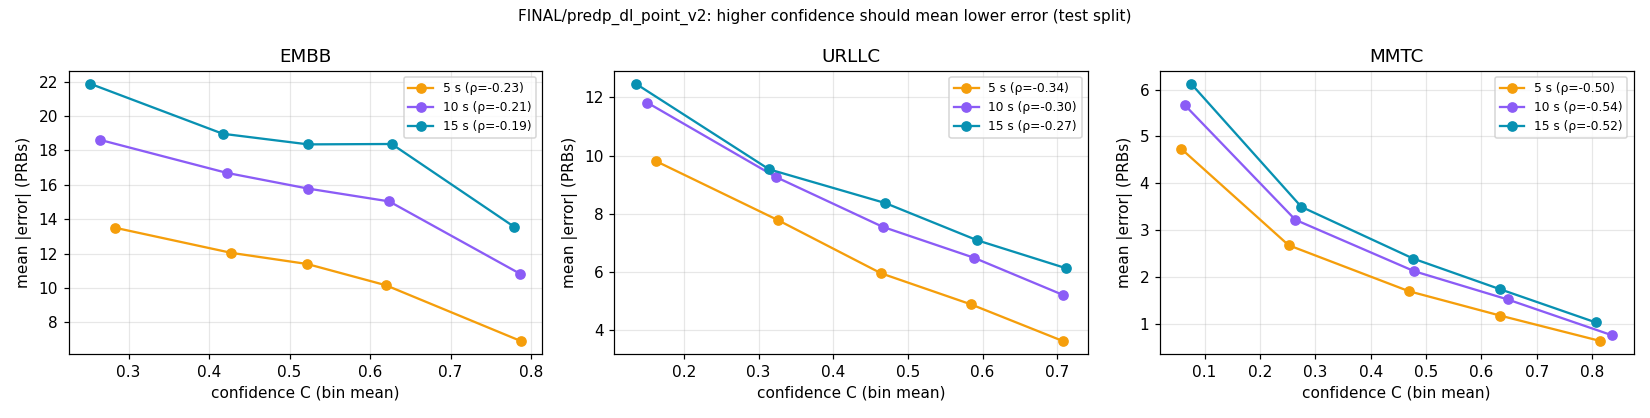 FINAL/predp_dl_point_v2: higher confidence should mean lower error (test split)
EMBB
mean |error| (PRBs)
22
20
18
16
14
12
10
8
0.3 0.4 0.5 0.6 0.7 0.8
confidence C (bin mean)
5 s (ρ=-0.23)
10 s (ρ=-0.21)
15 s (ρ=-0.19)
URLLC
mean |error| (PRBs)
12
10
8
6
4
0.2 0.3 0.4 0.5 0.6 0.7
confidence C (bin mean)
5 s (ρ=-0.34)
10 s (ρ=-0.30)
15 s (ρ=-0.27)
MMTC
mean |error| (PRBs)
6
5
4
3
2
1
0.1 0.2 0.3 0.4 0.5 0.6 0.7 0.8
confidence C (bin mean)
5 s (ρ=-0.50)
10 s (ρ=-0.54)
15 s (ρ=-0.52)